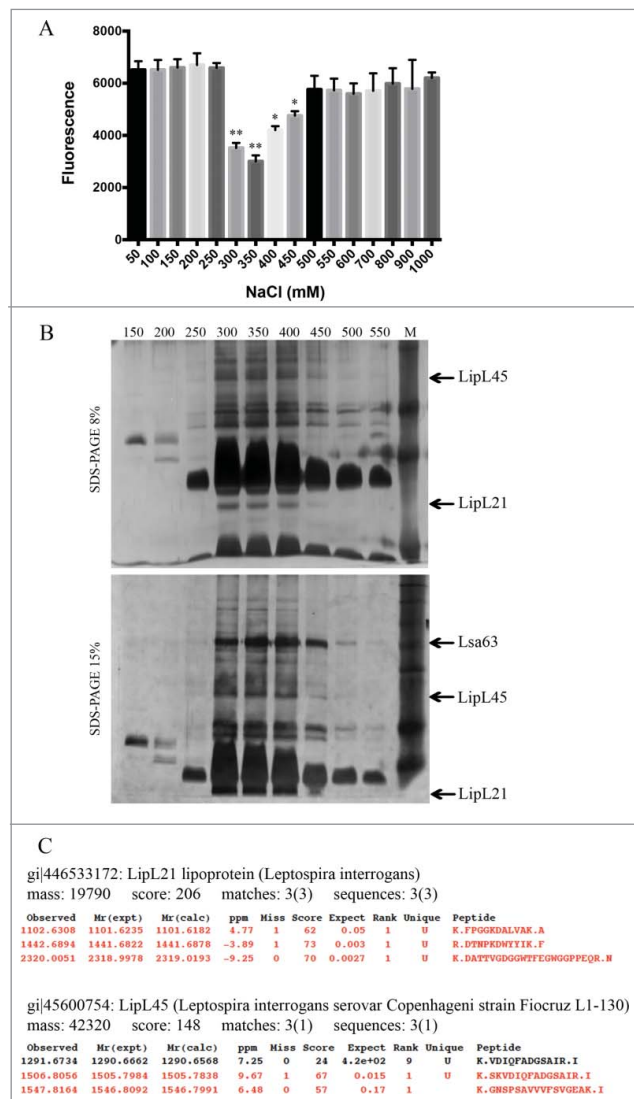 A
8000
6000
4000
2000
0
Fluorescence
** ** * *
50 100 150 200 250 300 350 400 450 500 550 600 700 800 900 1000
NaCl (mM)
B
150 200 250 300 350 400 450 500 550 M
SDS-PAGE 8%
LipL45
LipL21
SDS-PAGE 15%
Lsa63
LipL45
LipL21
C
gi|446533172: LipL21 lipoprotein (Leptospira interrogans)
mass: 19790 score: 206 matches: 3(3) sequences: 3(3)
Observed Mr(expt) Mr(calc) ppm Miss Score Expect Rank Unique Peptide
1102.6308 1101.6235 1101.6182 4.77 1 62 0.05 1 U K.FPGGKDALVAK.A
1442.6894 1441.6822 1441.6878 -3.89 1 73 0.003 1 U R.DTNPKDWYYIK.F
2320.0051 2318.9978 2319.0193 -9.25 0 70 0.0027 1 U K.DATTVGDGGWTFEGWGGPPEQR.N
gi|45600754: LipL45 (Leptospira interrogans serovar Copenhageni strain Fiocruz L1-130)
mass: 42320 score: 148 matches: 3(1) sequences: 3(1)
Observed Mr(expt) Mr(calc) ppm Miss Score Expect Rank Unique Peptide
1291.6734 1290.6662 1290.6568 7.25 0 24 4.2e+02 9 U K.VDIQFADGSAIR.I
1506.8056 1505.7984 1505.7838 9.67 1 67 0.015 1 U K.SKVDIQFADGSAIR.I
1547.8164 1546.8092 1546.7991 6.48 0 57 0.17 1 K.GNSPSAVVVFSVGEAK.I